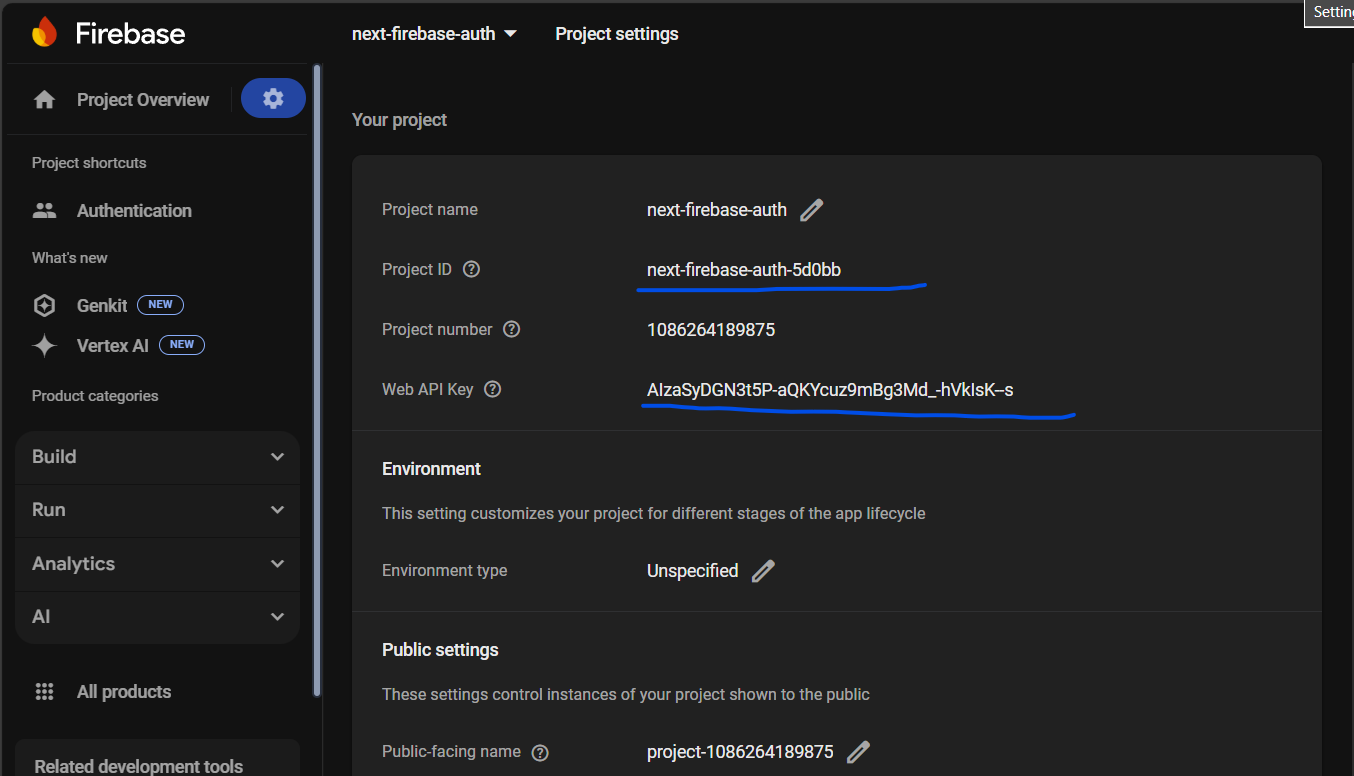 Settin
Firebase
next-firebase-auth
Project settings
Project Overview
Your project
Project shortcuts
Authentication
What's new
Genkit NEW
Vertex AI NEW
Product categories
Build
Run
Analytics
AI
All products
Related development tools
Project name next-firebase-auth
Project ID next-firebase-auth-5d0bb
Project number 1086264189875
Web API Key AIzaSyDGN3t5P-aQKYcuz9mBg3Md_-hVkIsK--s
Environment
This setting customizes your project for different stages of the app lifecycle
Environment type Unspecified
Public settings
These settings control instances of your project shown to the public
Public-facing name project-1086264189875